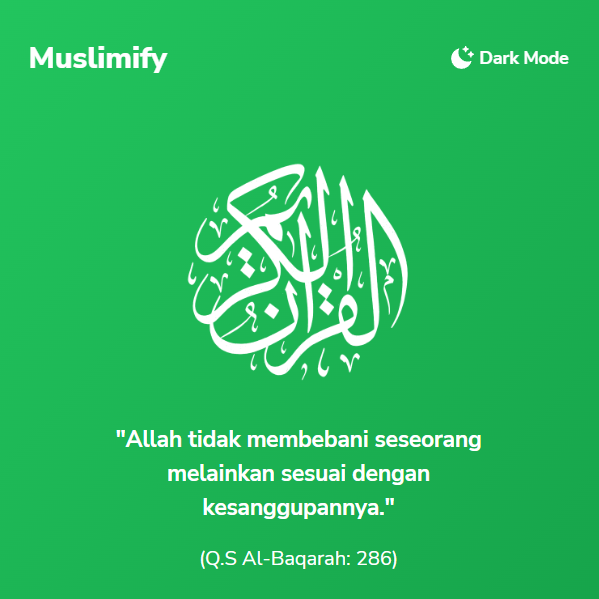 Muslimify
Dark Mode
القرآن الكريم
"Allah tidak membebani seseorang
melainkan sesuai dengan
kesanggupannya."
(Q.S Al-Baqarah: 286)